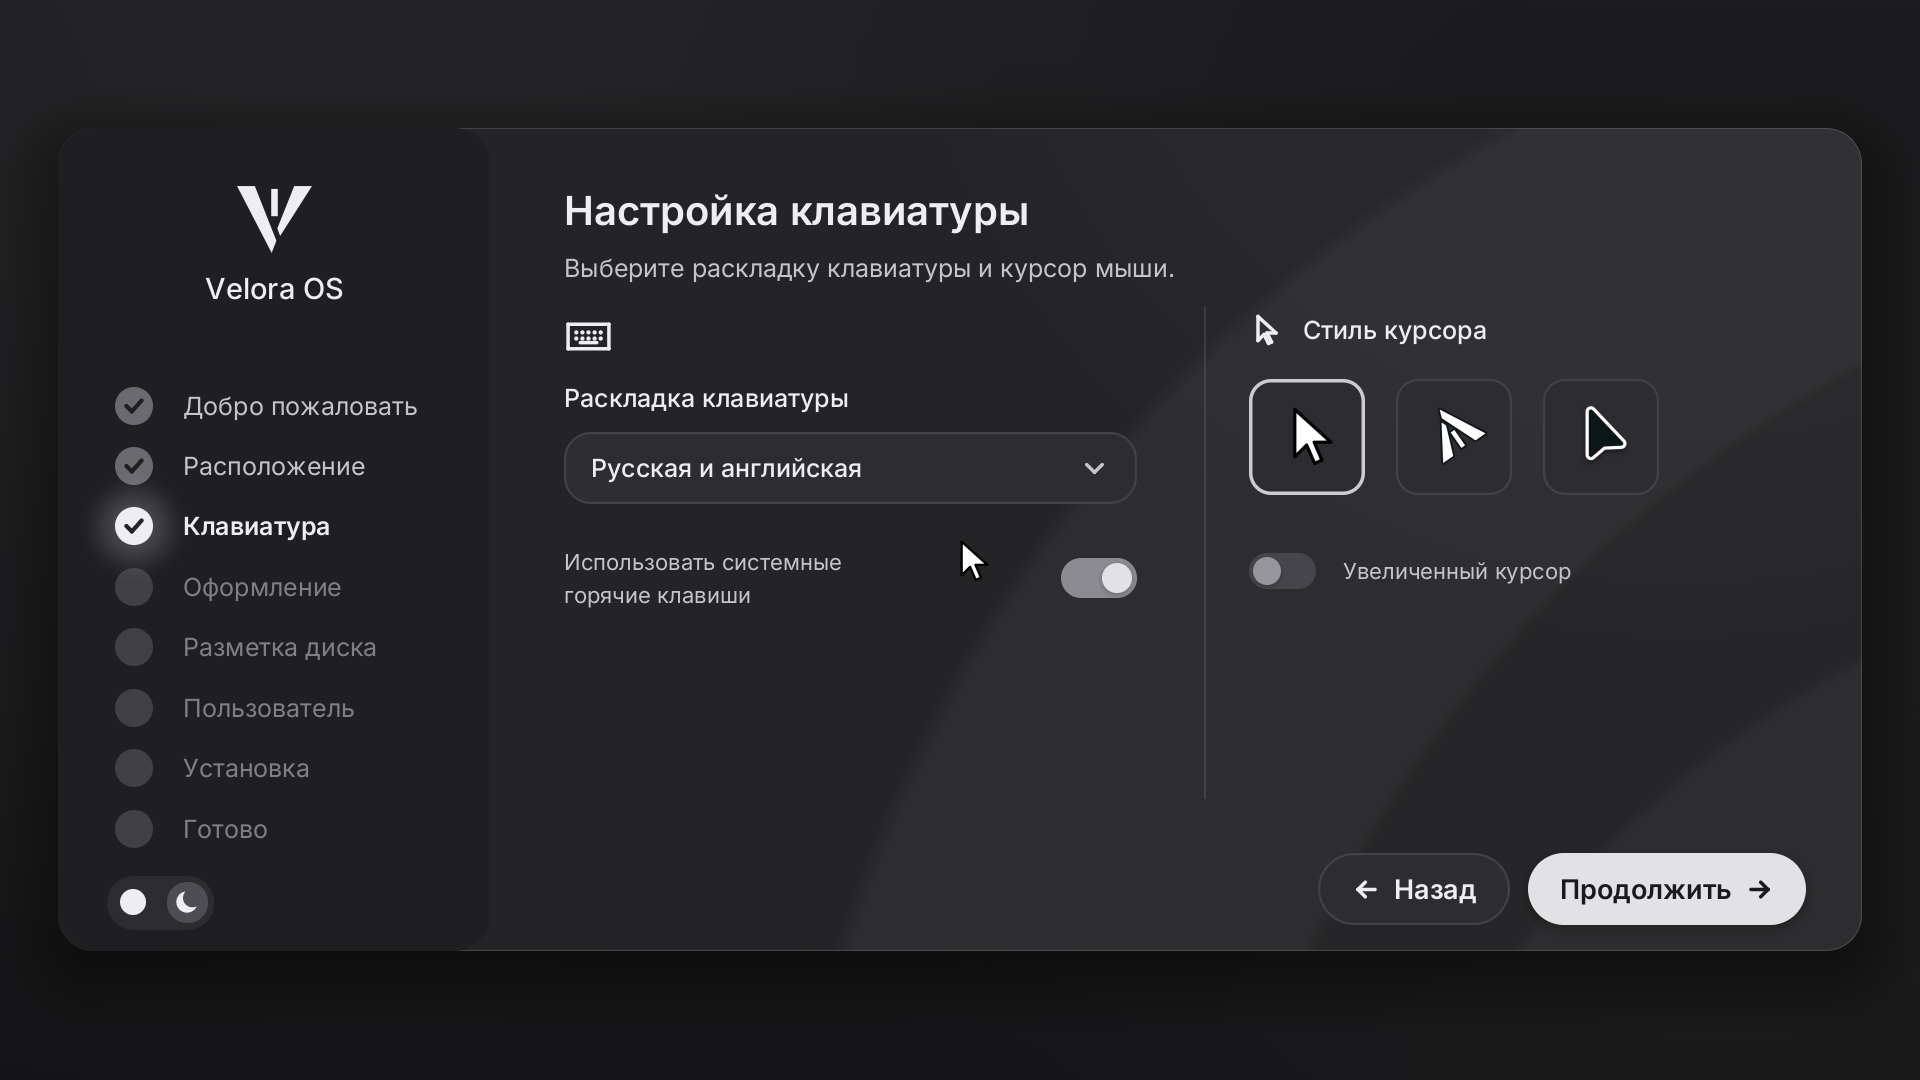 Velora OS
Добро пожаловать
Расположение
Клавиатура
Оформление
Разметка диска
Пользователь
Установка
Готово
Настройка клавиатуры
Выберите раскладку клавиатуры и курсор мыши.
Раскладка клавиатуры
Русская и английская
Использовать системные
горячие клавиши
Стиль курсора
Увеличенный курсор
Назад
Продолжить